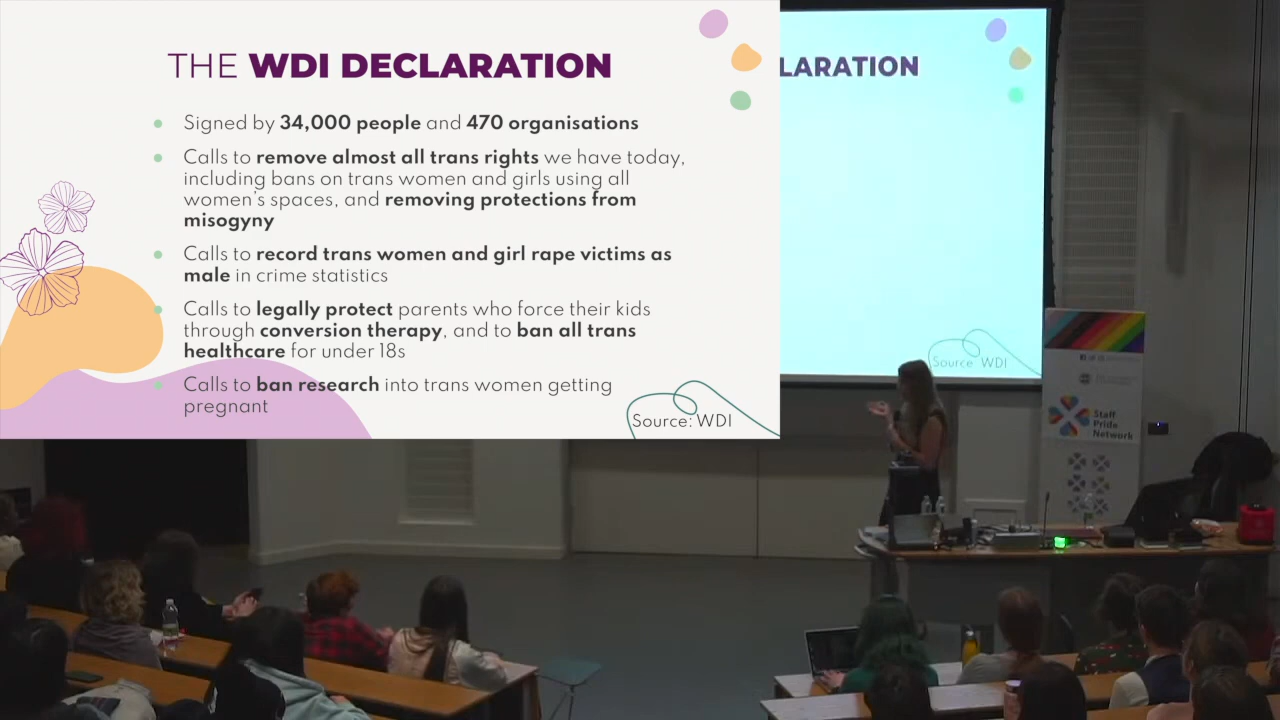 THE WDI DECLARATION
Signed by 34,000 people and 470 organisations
Calls to remove almost all trans rights we have today,
including bans on trans women and girls using all
women's spaces, and removing protections from
misogyny
Calls to record trans women and girl rape victims as
male in crime statistics
Calls to legally protect parents who force their kids
through conversion therapy, and to ban all trans
healthcare for under 18s
Calls to ban research into trans women getting
pregnant
Source: WDI
LARATION
Source: WDI
Staff
Pride
Network